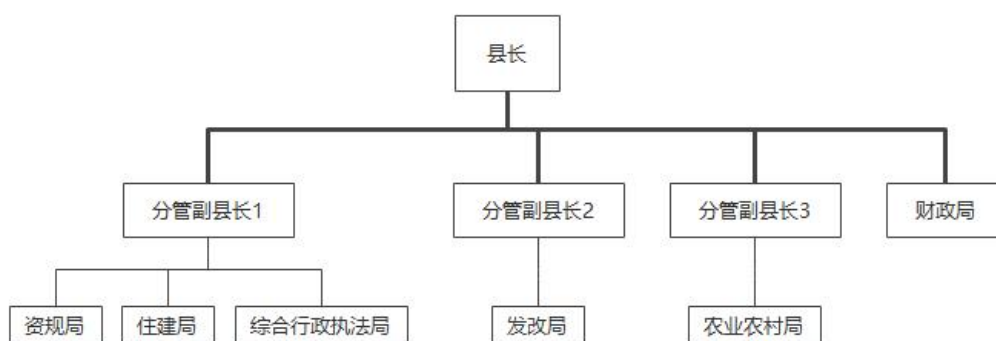 县长
分管副县长1
分管副县长2
分管副县长3
财政局
资规局
住建局
综合行政执法局
发改局
农业农村局